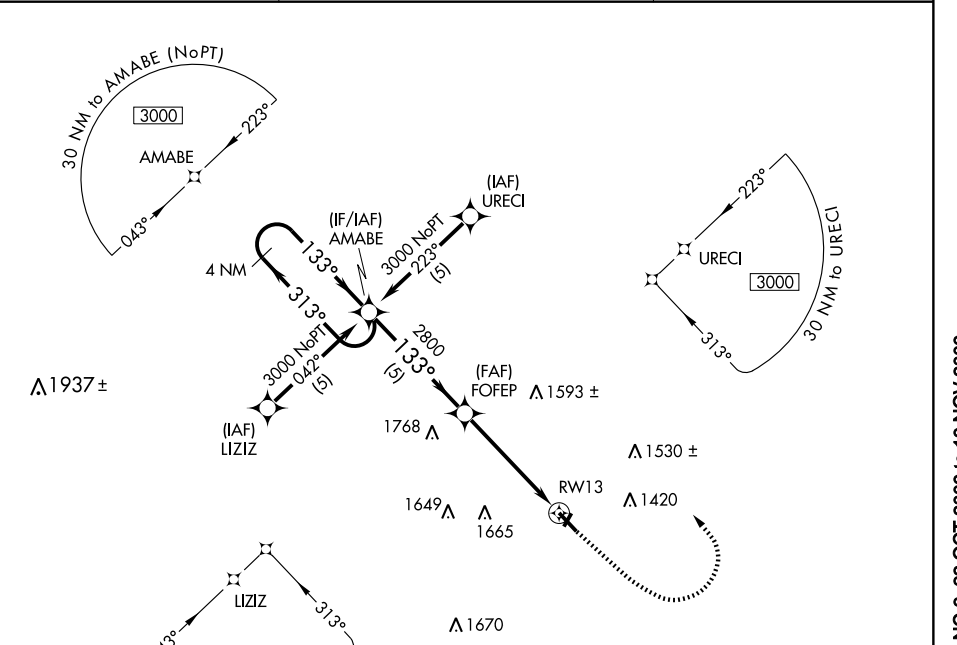 30 NM to AMABE (NoPT)
3000
223°
AMABE
043°
(IAF)
URECI
(IF/IAF)
AMABE
3000 NoPT
223°
(5)
4 NM
133°
313°
3000 NoPT
042°
(5)
(IAF)
LIZIZ
2800
133°
(5)
(FAF)
FOFEP
223°
URECI
3000
30 NM to URECI
313°
1937 ±
1593 ±
1768
1530 ±
RW13
1420
1649
1665
LIZIZ
313°
1670